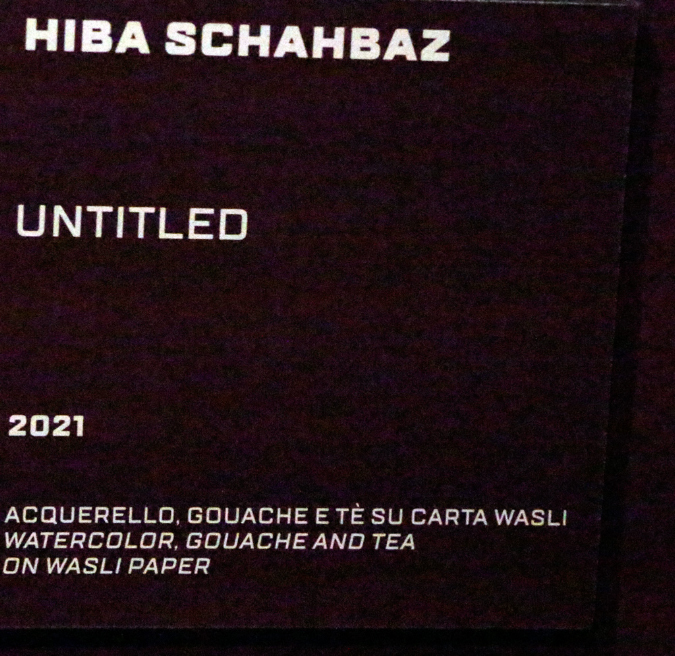 HIBA SCHAHBAZ
UNTITLED
2021
ACQUERELLO, GOUACHE E TÈ SU CARTA WASLI
WATERCOLOR, GOUACHE AND TEA
ON WASLI PAPER